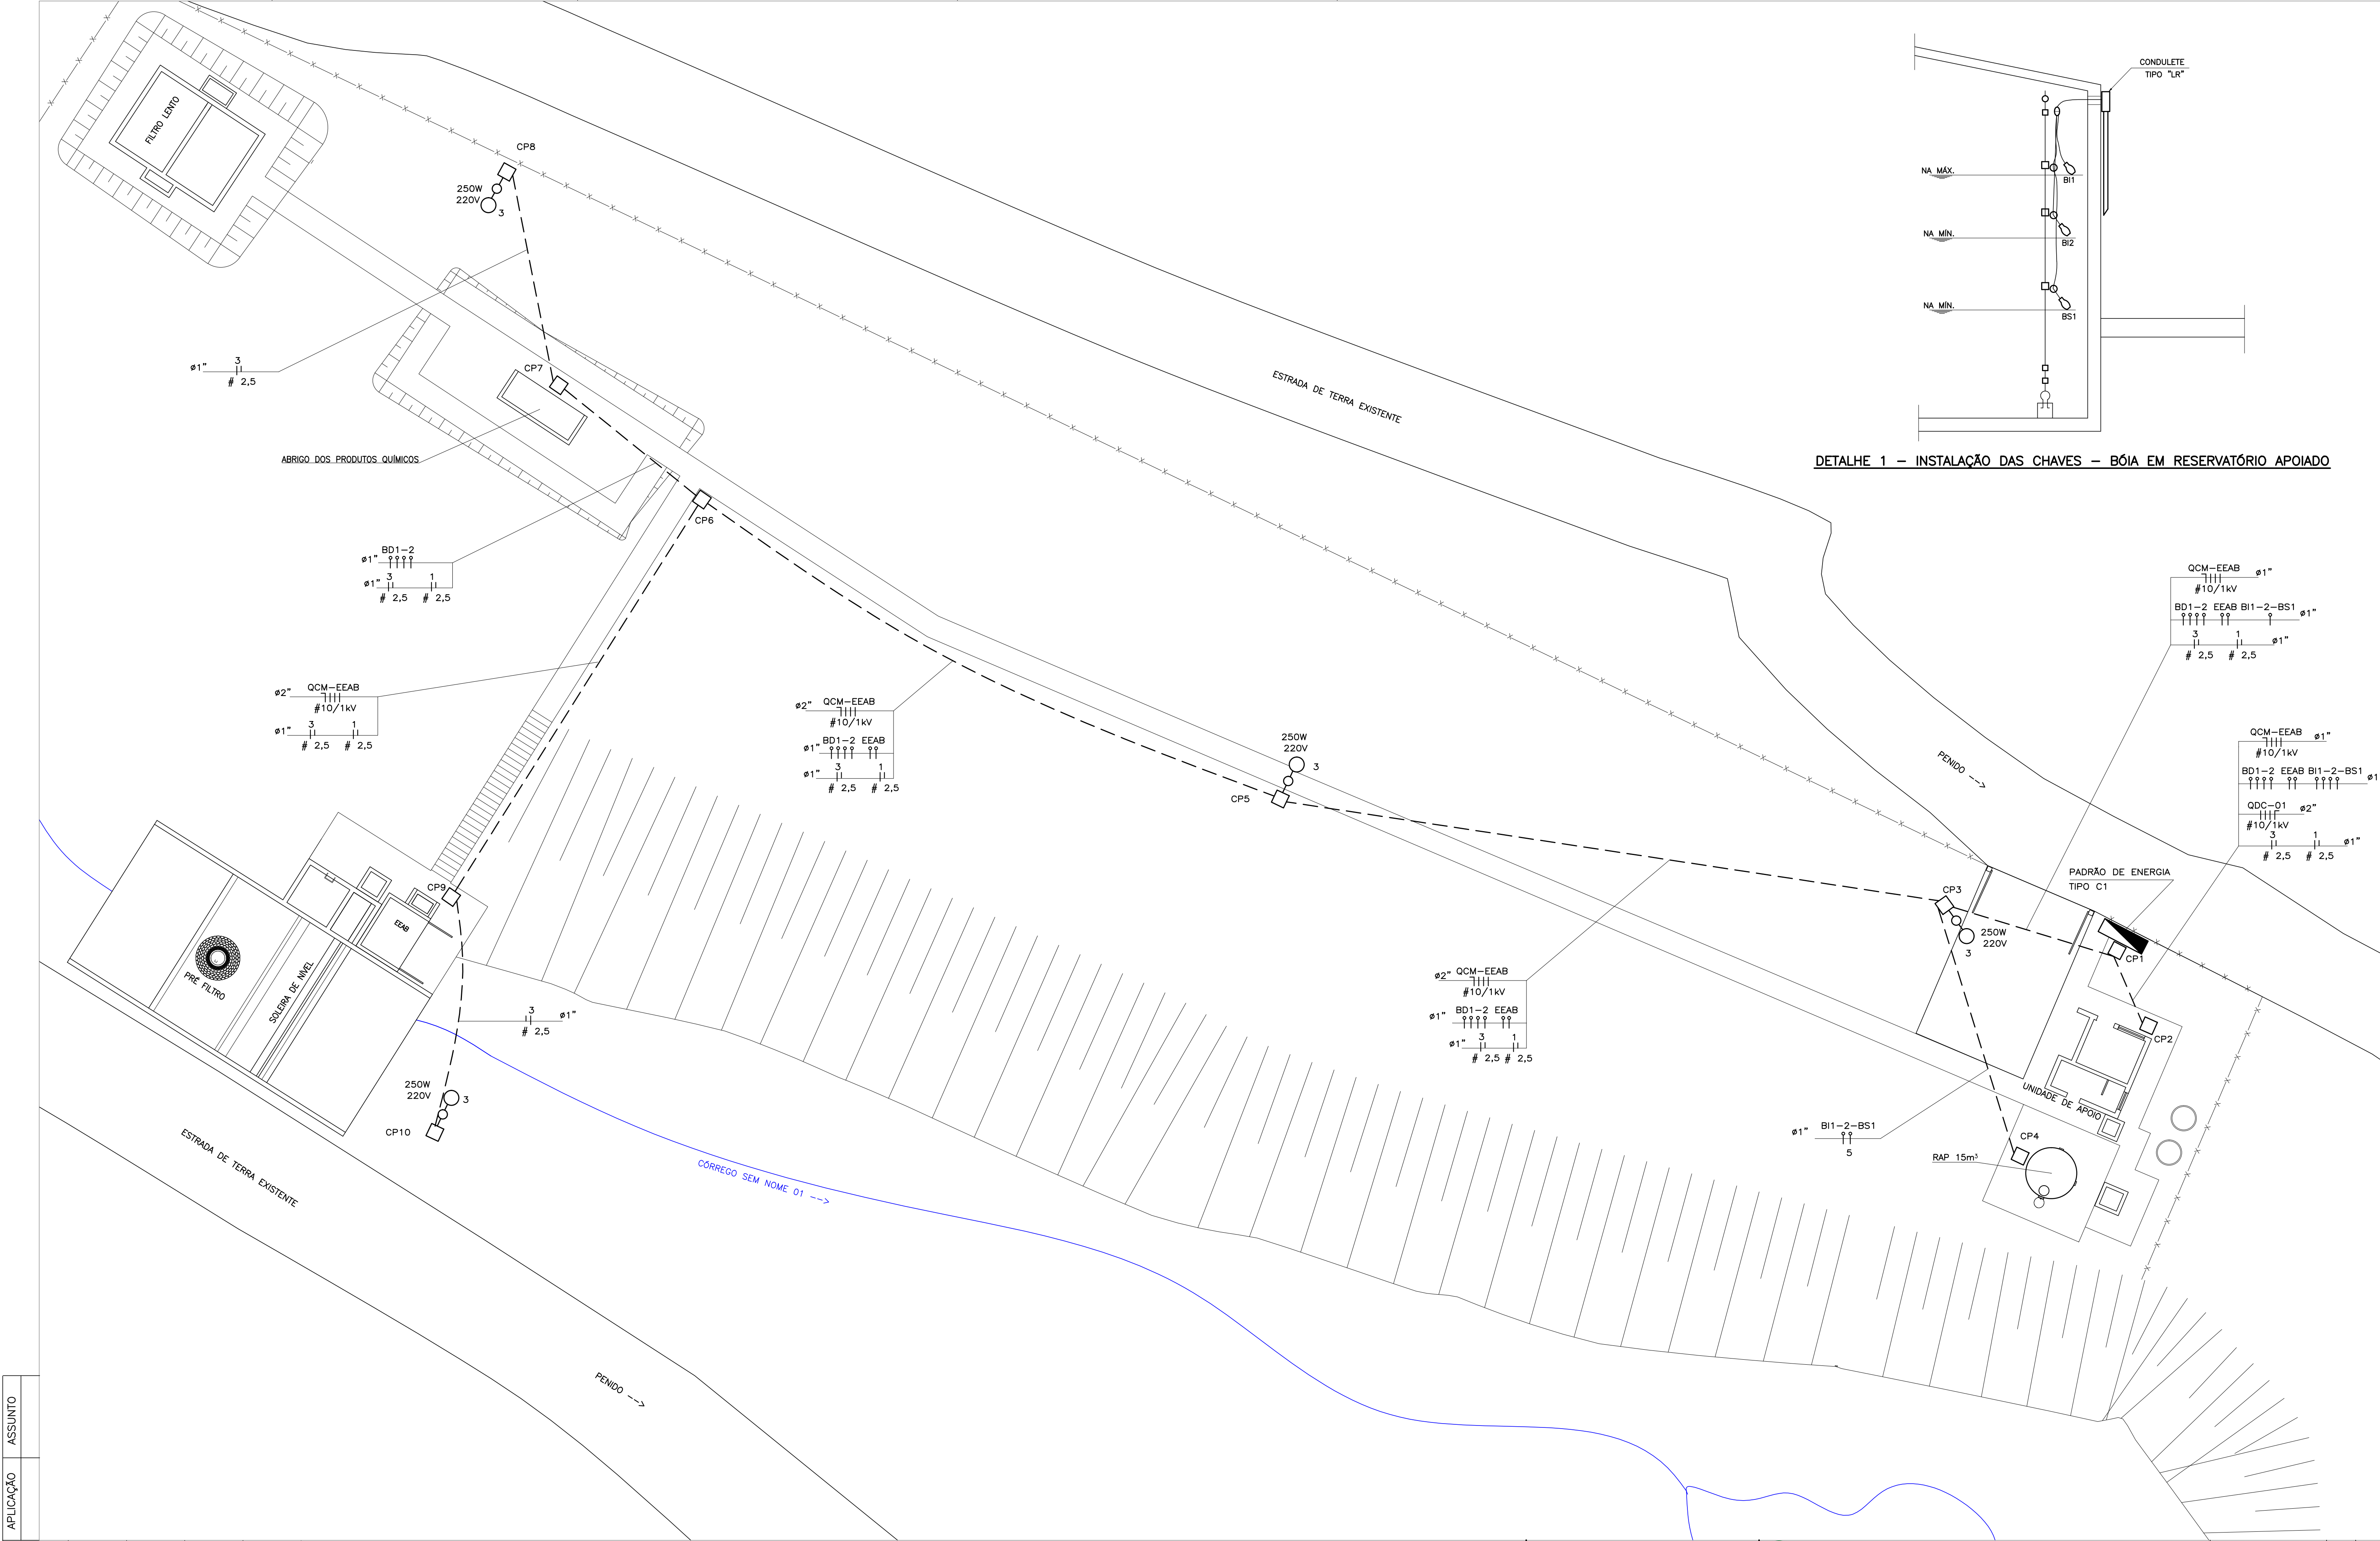 CONDULETE
TIPO "LR"
NA MÁX.
BI1
NA MÍN.
BI2
NA MÍN.
BS1
DETALHE 1 – INSTALAÇÃO DAS CHAVES – BÓIA EM RESERVATÓRIO APOIADO
FILTRO LENTO
CP8
250W
220V
3
ø1" 3
# 2,5
CP7
ABRIGO DOS PRODUTOS QUÍMICOS
CP6
ESTRADA DE TERRA EXISTENTE
ø1" BD1-2
ø1" 3 1
# 2,5 # 2,5
ø2" QCM-EEAB
#10/1kV
ø1" 3 1
# 2,5 # 2,5
ø2" QCM-EEAB
#10/1kV
ø1" BD1-2 EEAB
ø1" 3 1
# 2,5 # 2,5
250W
220V
3
CP5
PENIDO -->
QCM-EEAB ø1"
#10/1kV
BD1-2 EEAB BI1-2-BS1 ø1"
3 1 ø1"
# 2,5 # 2,5
QCM-EEAB ø1"
#10/1kV
BD1-2 EEAB BI1-2-BS1 ø1
QDC-01 ø2"
#10/1kV
3 1 ø1"
# 2,5 # 2,5
PADRÃO DE ENERGIA
TIPO C1
CP3
250W
220V
3
CP1
CP2
UNIDADE DE APOIO
CP4
RAP 15m³
ø1" BI1-2-BS1
5
ø2" QCM-EEAB
#10/1kV
ø1" BD1-2 EEAB
ø1" 3 1
# 2,5 # 2,5
CP9
EEAB
PRÉ FILTRO
SOLEIRA DE NÍVEL
3 ø1"
# 2,5
250W
220V
3
CP10
CÓRREGO SEM NOME 01 -->
ESTRADA DE TERRA EXISTENTE
PENIDO -->
ASSUNTO
APLICAÇÃO